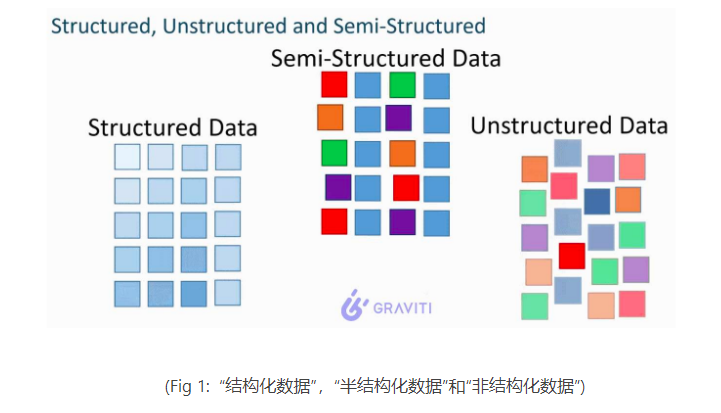 Structured, Unstructured and Semi-Structured
Semi-Structured Data
Structured Data
Unstructured Data
GRAVITI
(Fig 1: “结构化数据”，“半结构化数据”和“非结构化数据”)